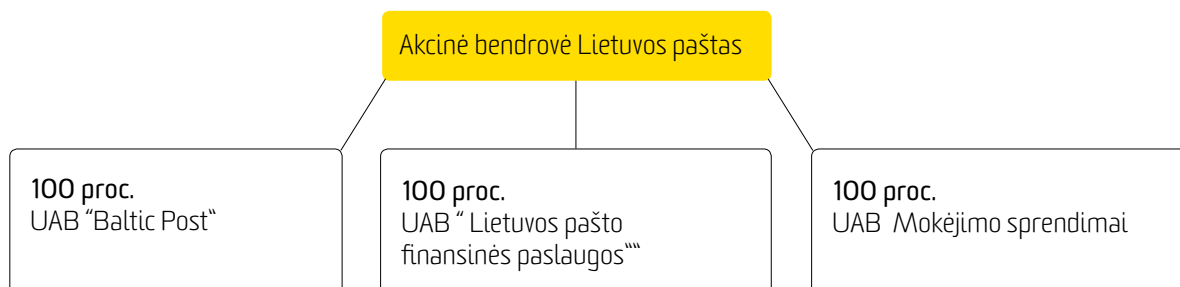 Akcinė bendrovė Lietuvos paštas
100 proc.
UAB “Baltic Post“
100 proc.
UAB “ Lietuvos pašto
finansinės paslaugos““
100 proc.
UAB  Mokėjimo sprendimai